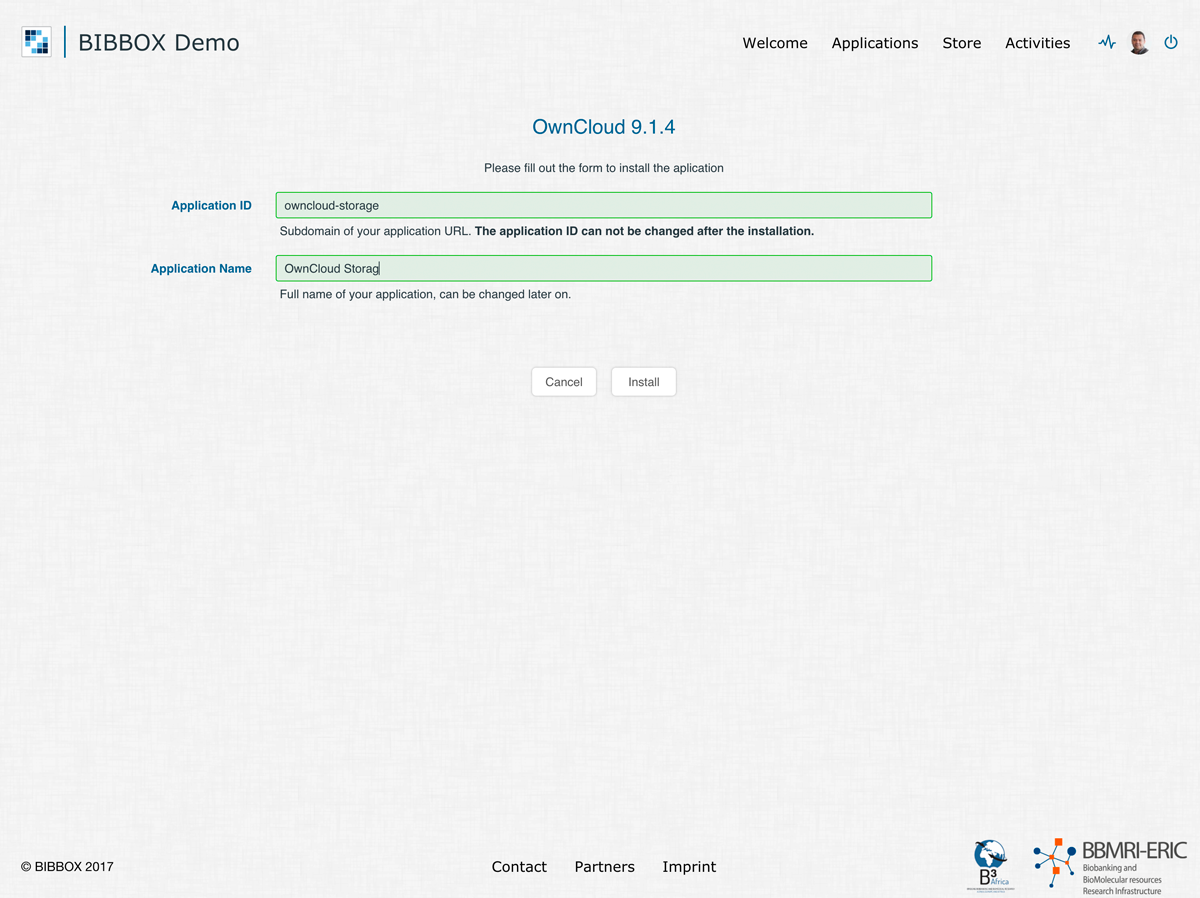 BIBBOX Demo
Welcome Applications Store Activities
OwnCloud 9.1.4
Please fill out the form to install the aplication
Application ID owncloud-storage
Subdomain of your application URL. The application ID can not be changed after the installation.
Application Name OwnCloud Storag
Full name of your application, can be changed later on.
Cancel Install
© BIBBOX 2017
Contact Partners Imprint
B3 Africa
BBMRI-ERIC
Biobanking and
BioMolecular resources
Research Infrastructure